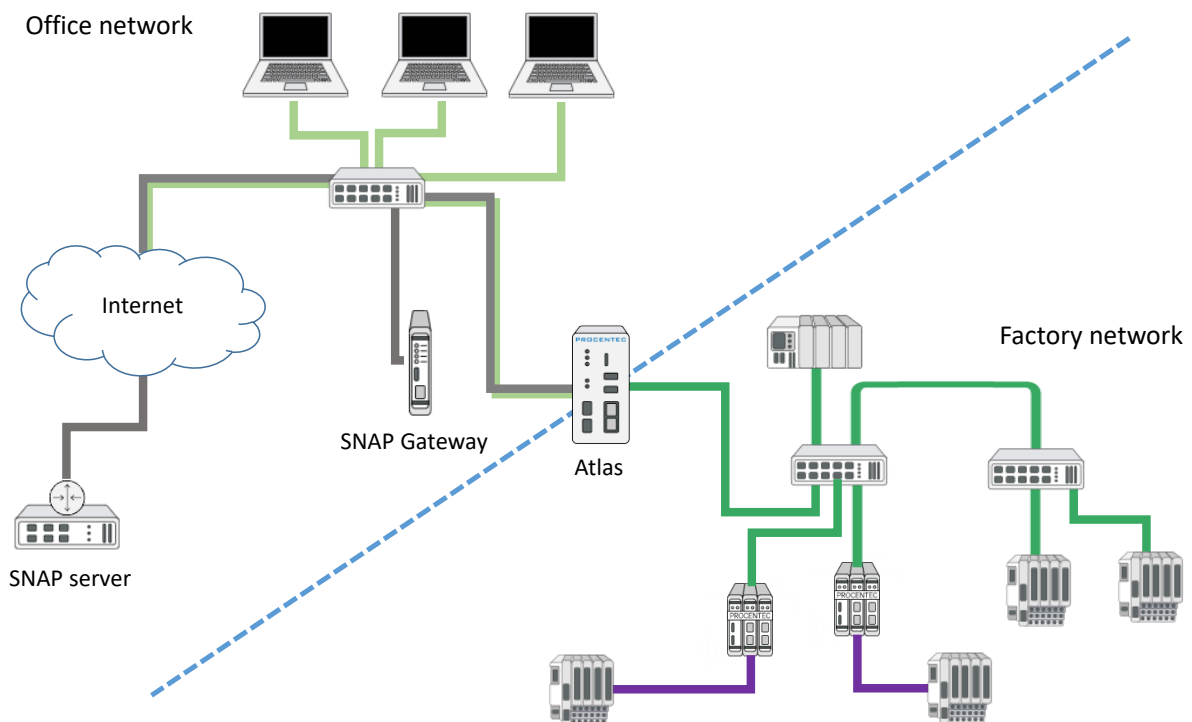 Office network
Internet
PROCENTEC
Factory network
SNAP Gateway
Atlas
SNAP server
PROCENTEC
PROCENTEC